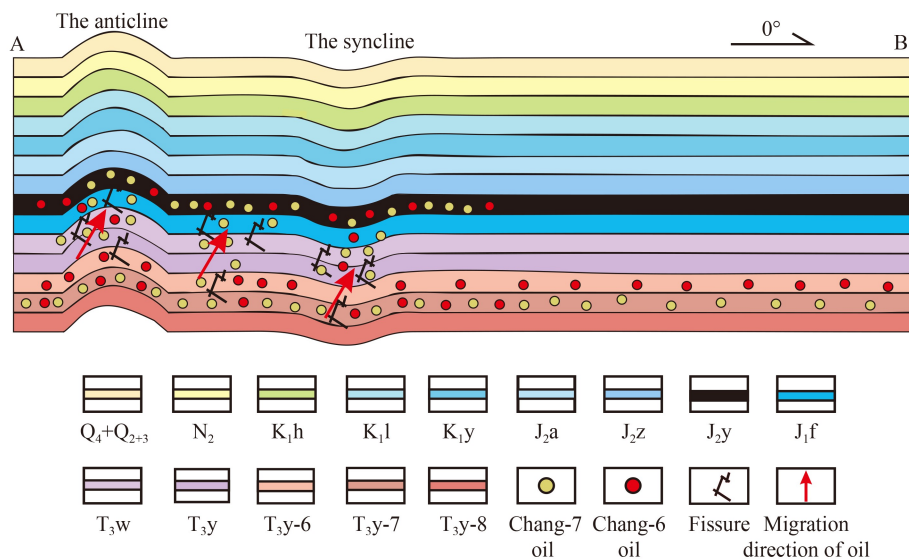 The anticline
A
The syncline
0°
B
Q₄+Q₂₊₃
N₂
K₁h
K₁l
K₁y
J₂a
J₂z
J₂y
J₁f
T₃w
T₃y
T₃y-6
T₃y-7
T₃y-8
Chang-7
oil
Chang-6
oil
Fissure
Migration
direction of oil